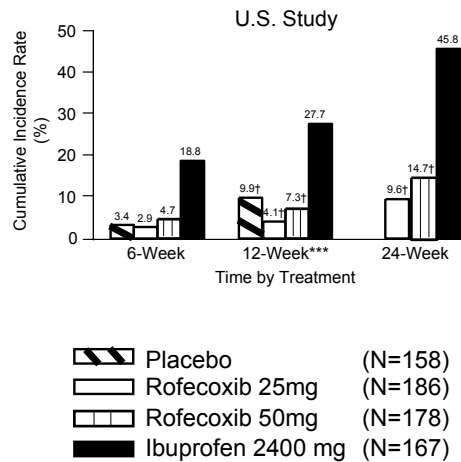 U.S. Study
Cumulative Incidence Rate
(%)
50
40
30
20
10
0
3.4
2.9
4.7
18.8
9.9†
4.1†
7.3†
27.7
9.6†
14.7†
45.8
6-Week
12-Week***
24-Week
Time by Treatment
Placebo (N=158)
Rofecoxib 25mg (N=186)
Rofecoxib 50mg (N=178)
Ibuprofen 2400 mg (N=167)